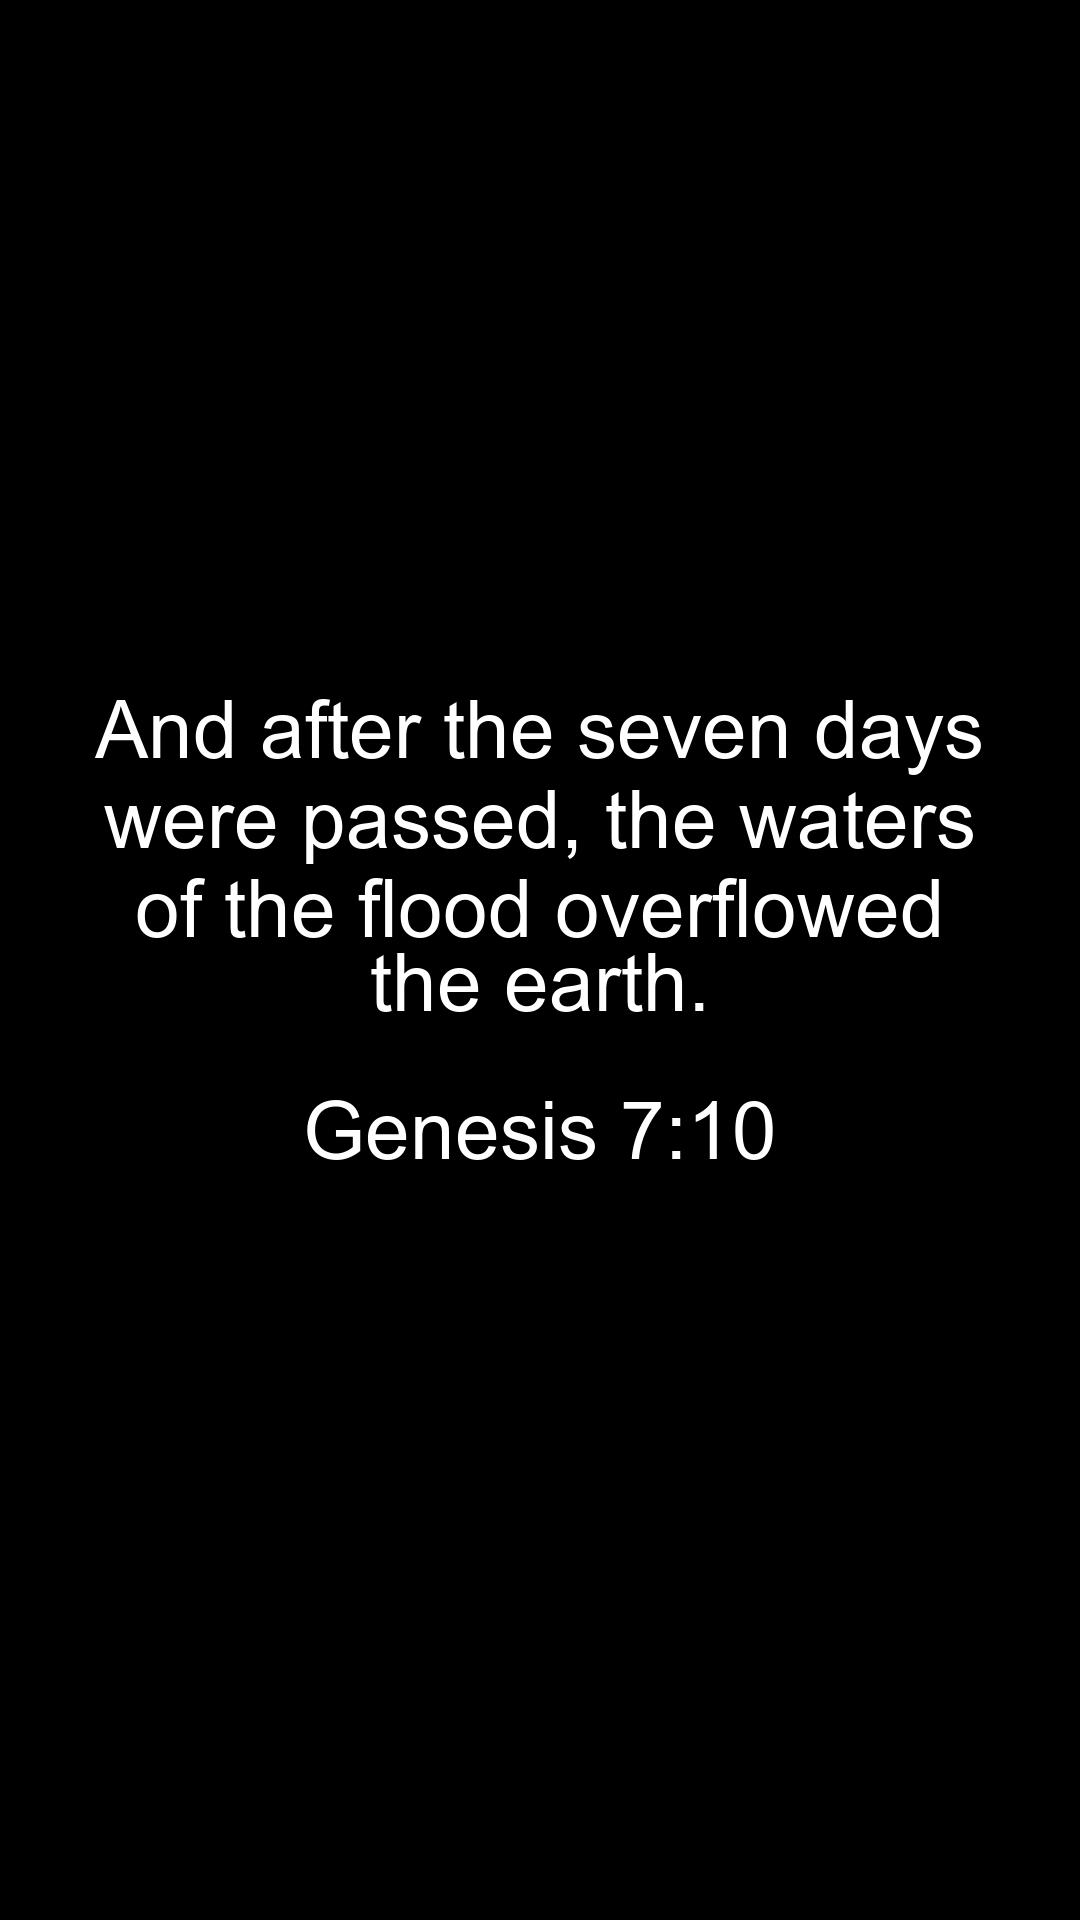 And after the seven days
were passed, the waters
of the flood overflowed
the earth.
Genesis 7:10